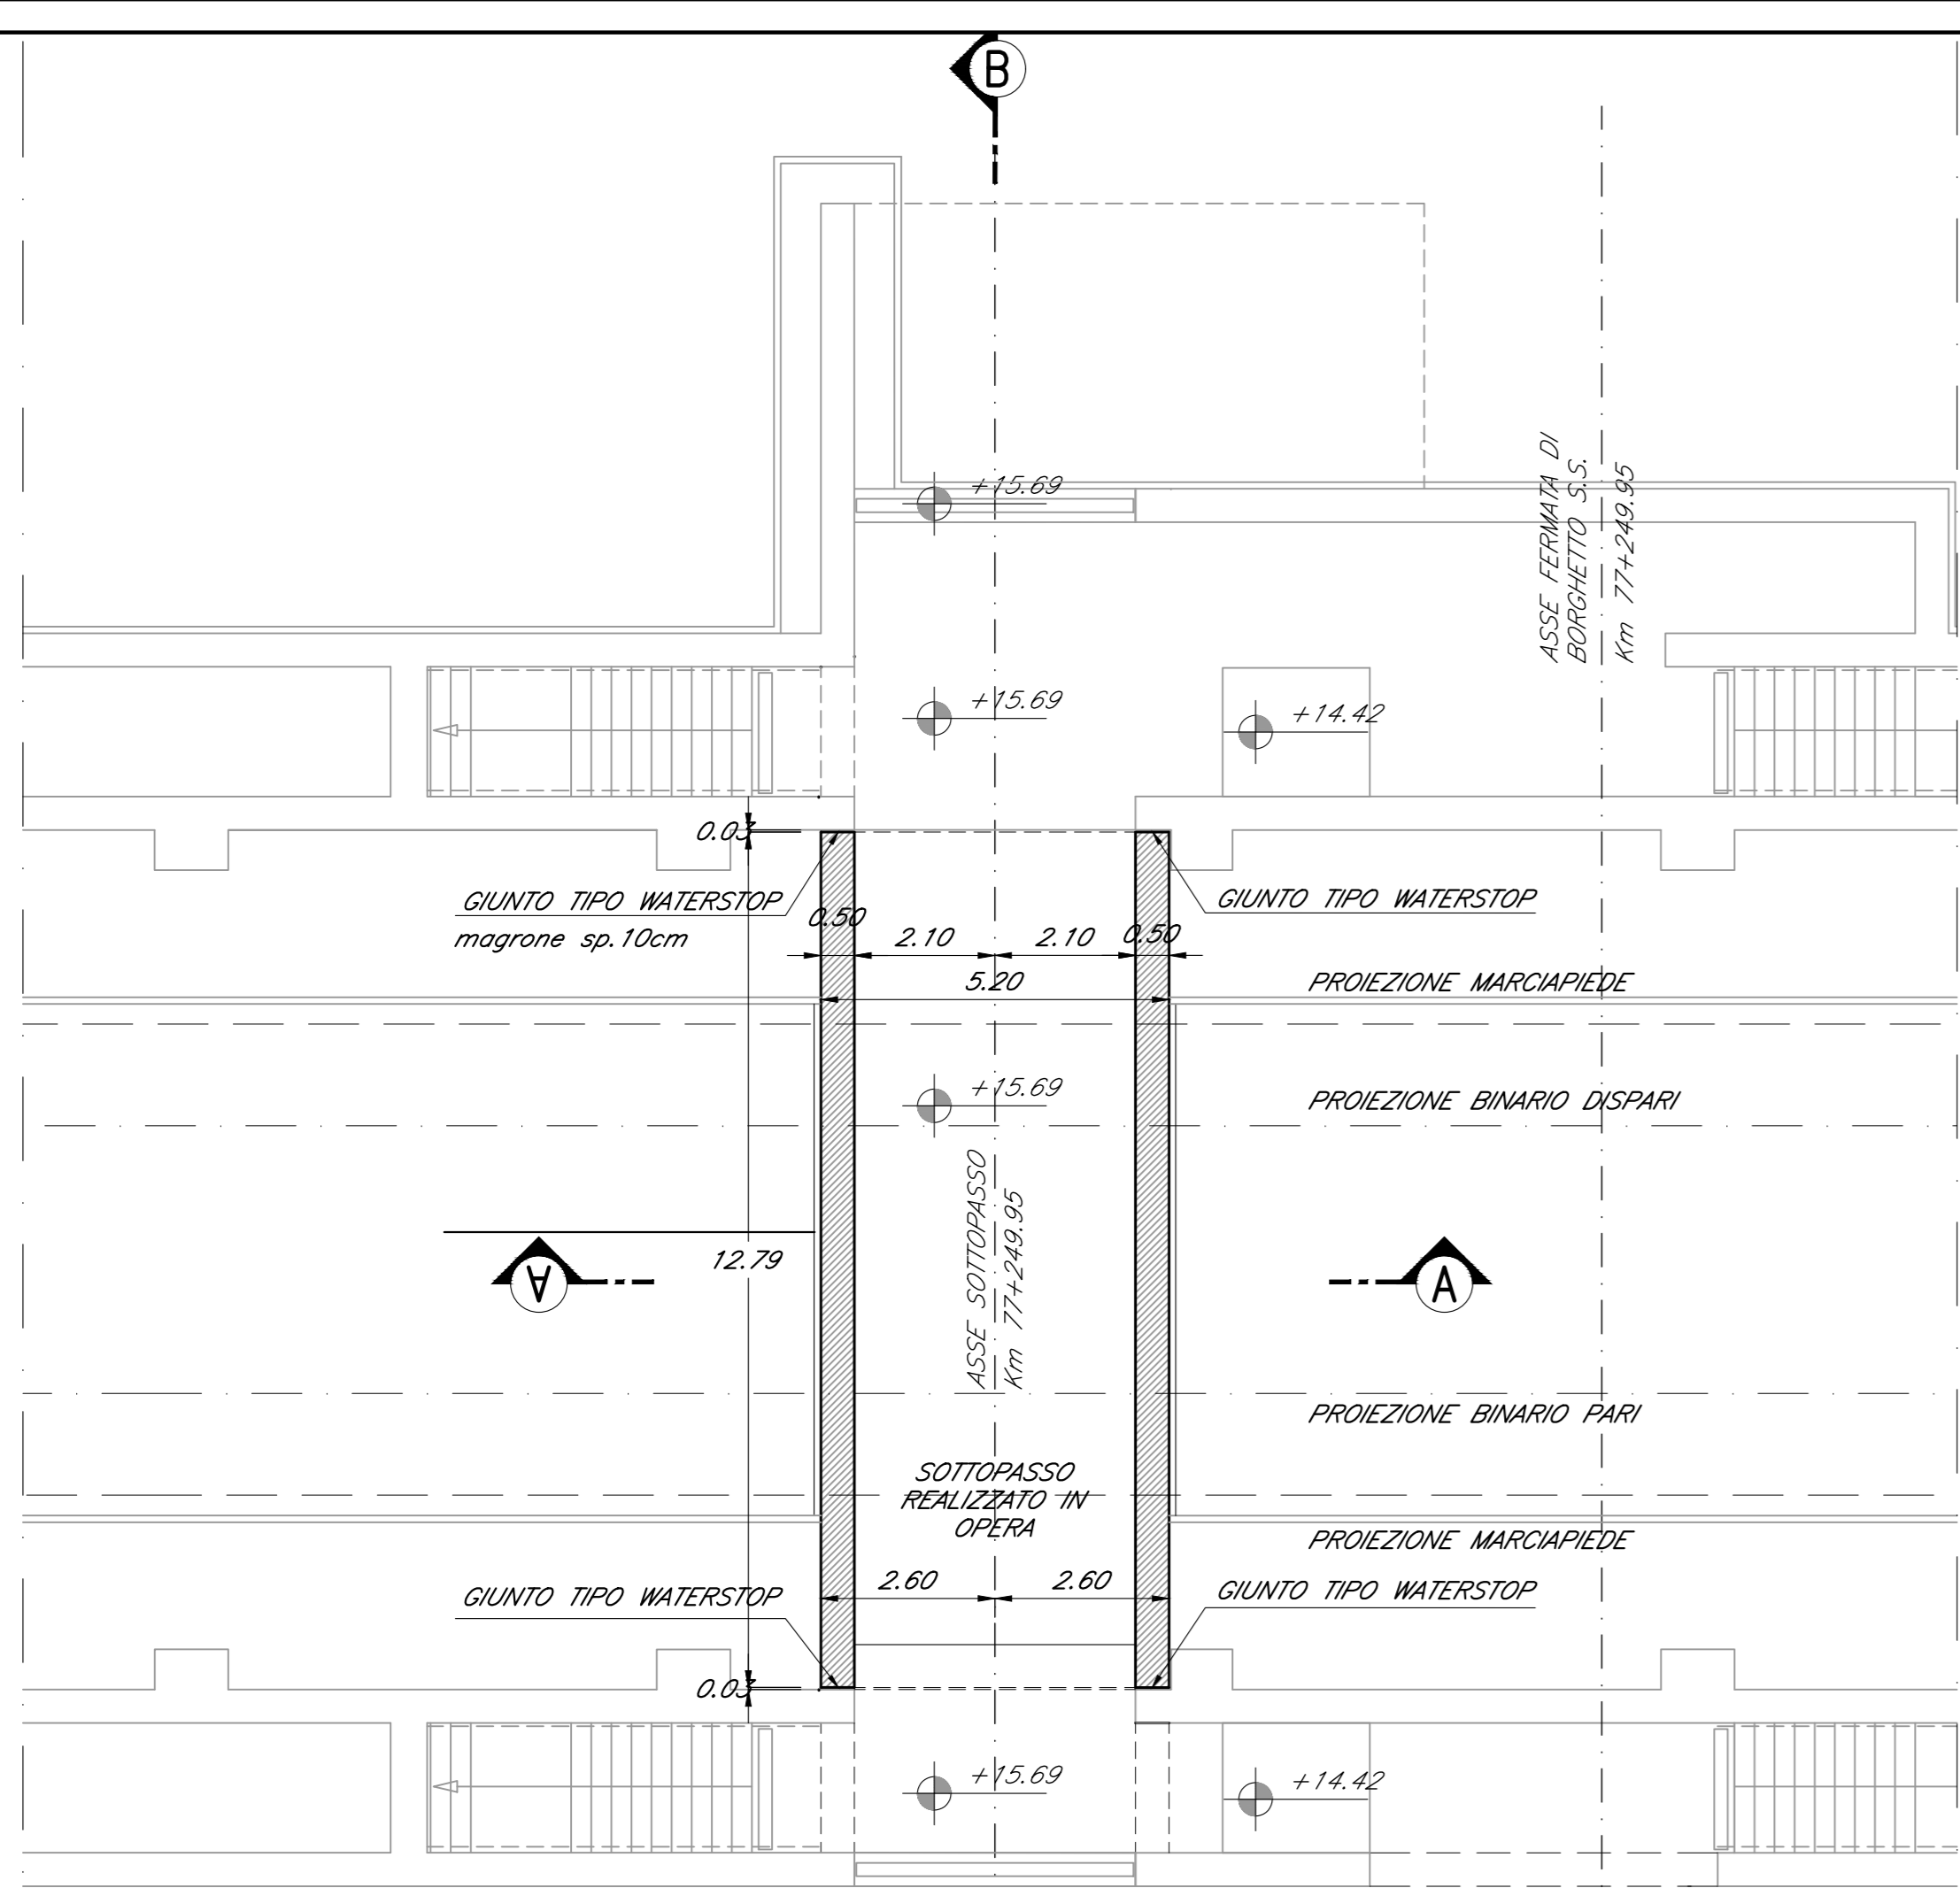 B
ASSE FERMATA DI
BORGHETTO S.S.
Km 77+249.95
+15.69
+15.69
+14.42
0.03
GIUNTO TIPO WATERSTOP
magrone sp.10cm
GIUNTO TIPO WATERSTOP
0.50
2.10
2.10
0.50
5.20
PROIEZIONE MARCIAPIEDE
+15.69
PROIEZIONE BINARIO DISPARI
ASSE SOTTOPASSO
Km 77+249.95
12.79
A
A
PROIEZIONE BINARIO PARI
SOTTOPASSO
REALIZZATO IN
OPERA
PROIEZIONE MARCIAPIEDE
2.60
2.60
GIUNTO TIPO WATERSTOP
GIUNTO TIPO WATERSTOP
0.03
+15.69
+14.42